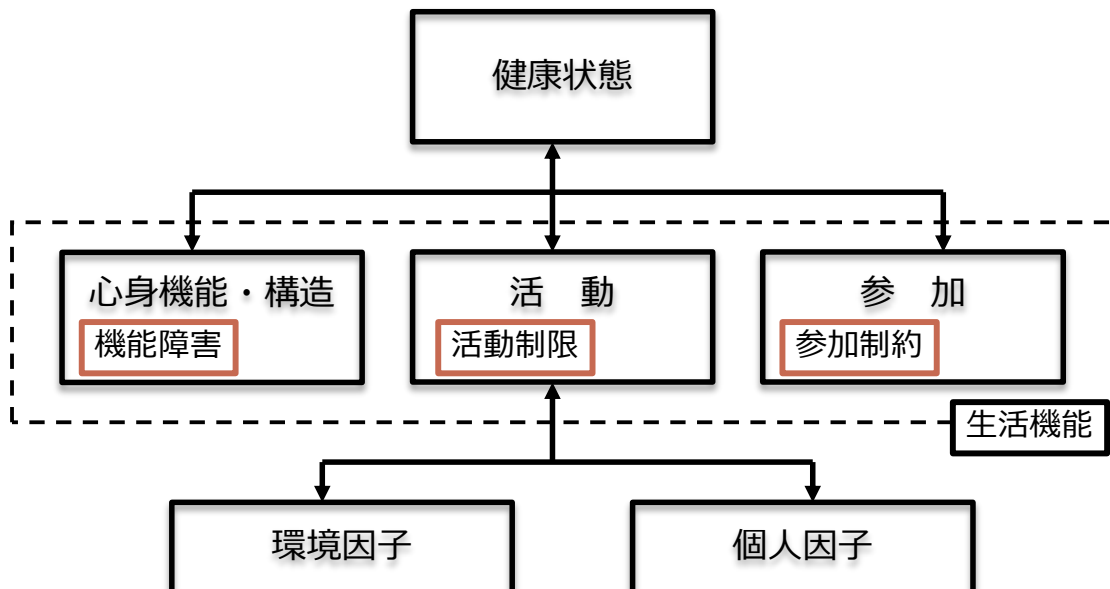 健康状態
心身機能・構造
機能障害
活　動
活動制限
参　加
参加制約
生活機能
環境因子
個人因子